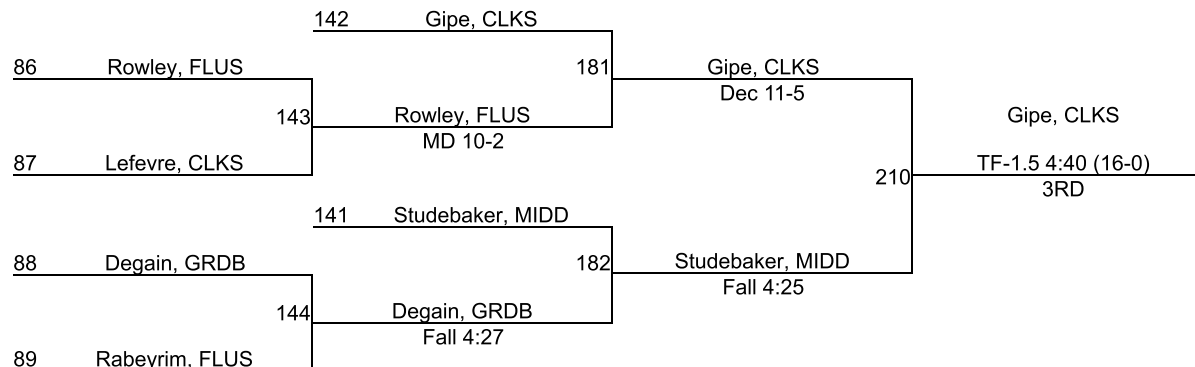 142 Gipe, CLKS
86 Rowley, FLUS
181 Gipe, CLKS
Dec 11-5
143 Rowley, FLUS
MD 10-2
Gipe, CLKS
87 Lefevre, CLKS
TF-1.5 4:40 (16-0)
210
3RD
141 Studebaker, MIDD
88 Degain, GRDB
182 Studebaker, MIDD
Fall 4:25
144 Degain, GRDB
Fall 4:27
89 Rabeyrim, FLUS